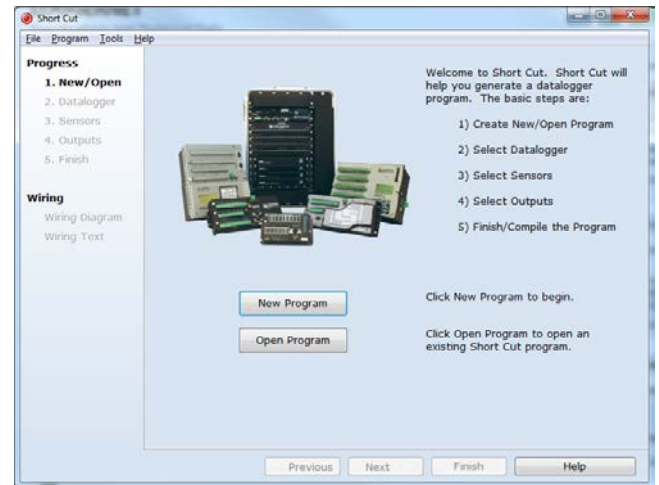 Short Cut
File Program Tools Help
Progress
1. New/Open
2. Datalogger
3. Sensors
4. Outputs
5. Finish
Wiring
Wiring Diagram
Wiring Text
Welcome to Short Cut. Short Cut will
help you generate a datalogger
program. The basic steps are:
1) Create New/Open Program
2) Select Datalogger
3) Select Sensors
4) Select Outputs
5) Finish/Compile the Program
New Program
Click New Program to begin.
Open Program
Click Open Program to open an
existing Short Cut program.
Previous Next Finish Help